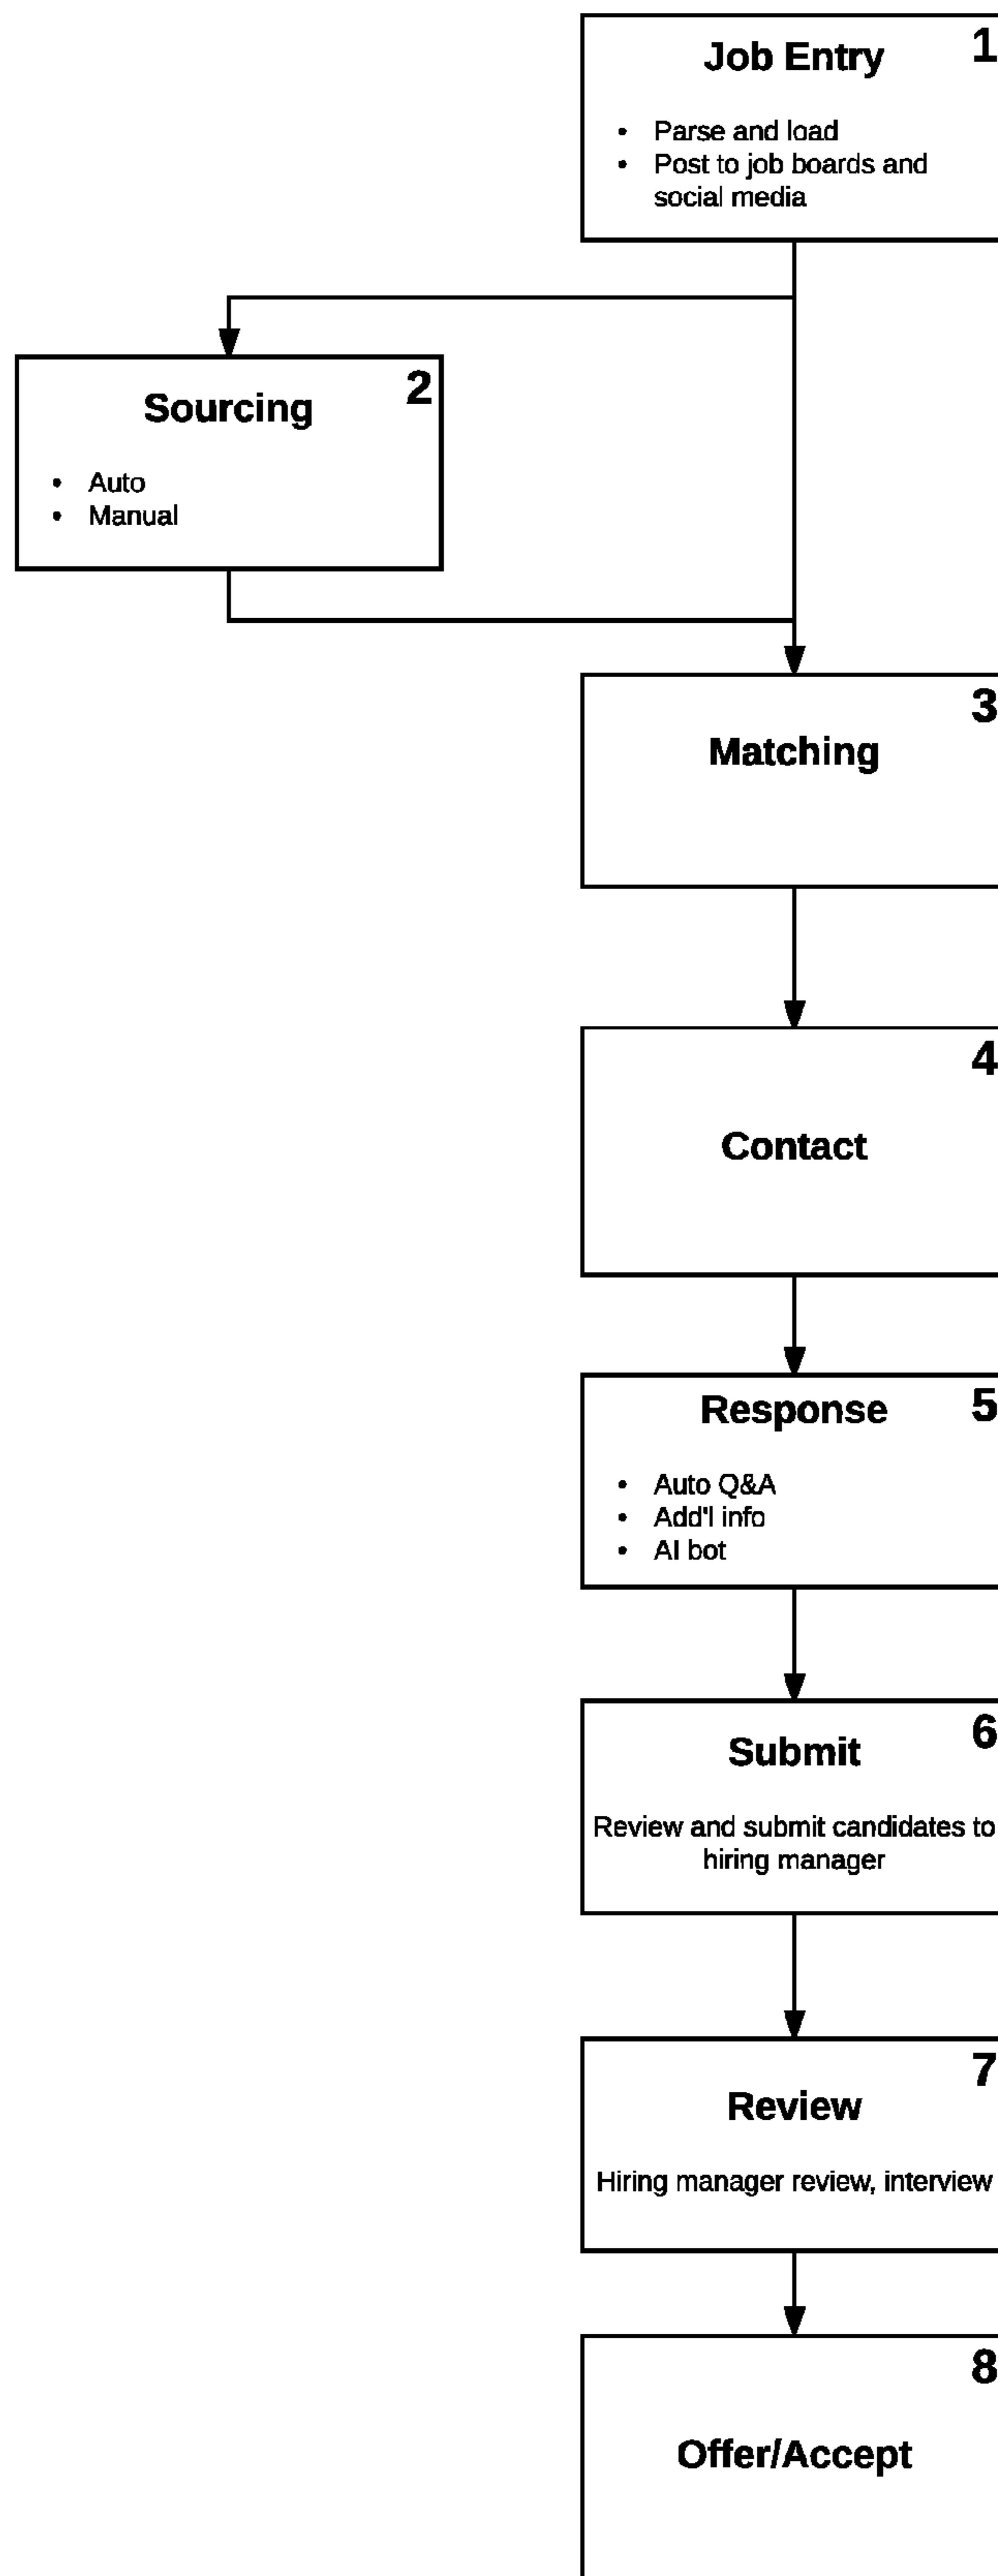 1
Job Entry
• Parse and load
• Post to job boards and
social media
2
Sourcing
• Auto
• Manual
3
Matching
4
Contact
5
Response
• Auto Q&A
• Add'l info
• AI bot
6
Submit
Review and submit candidates to
hiring manager
7
Review
Hiring manager review, interview
8
Offer/Accept